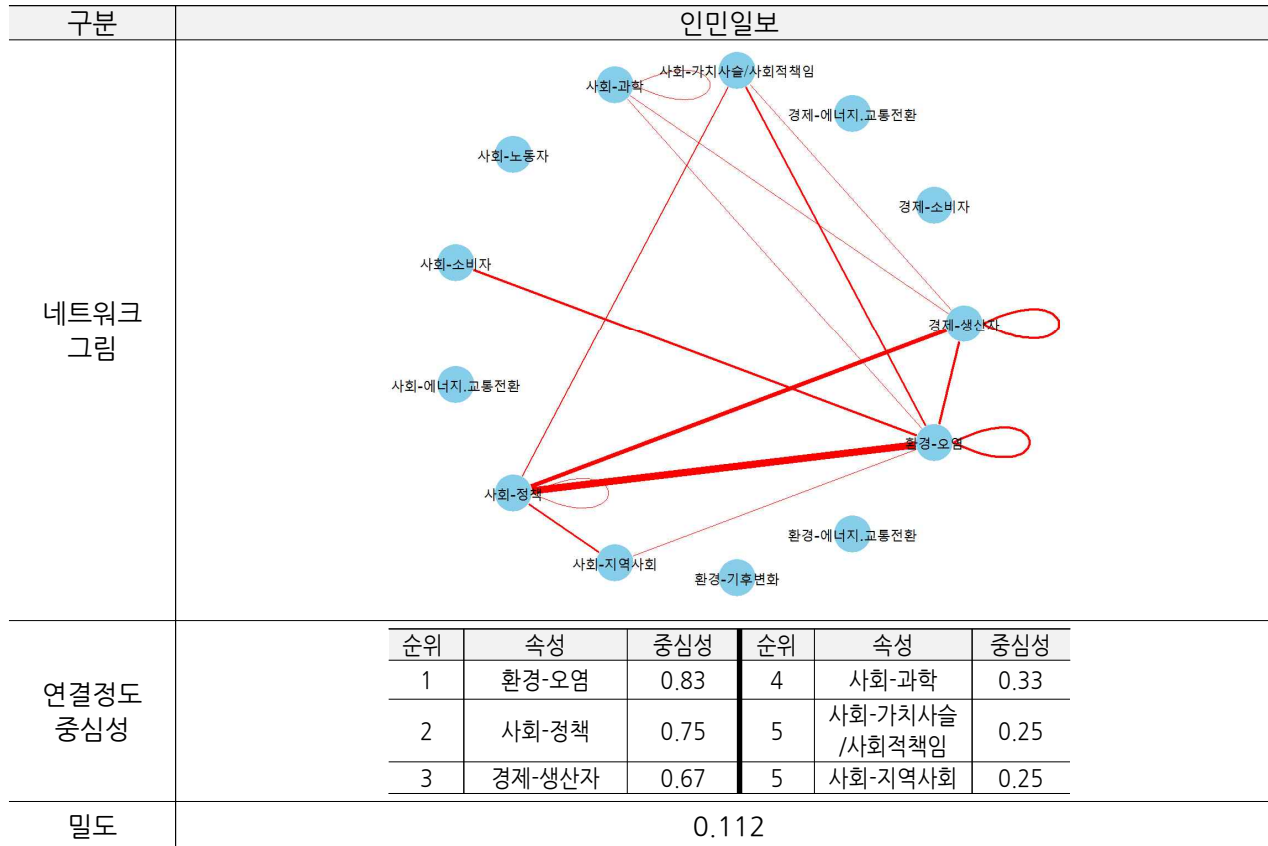 구분 인민일보
네트워크
그림
사회-가치사슬/사회적책임
사회-과학
경제-에너지.교통전환
사회-노동자
경제-소비자
사회-소비자
경제-생산자
사회-에너지.교통전환
환경-오염
사회-정책
환경-에너지.교통전환
사회-지역사회
환경-기후변화
연결정도
중심성
순위 속성 중심성 순위 속성 중심성
1 환경-오염 0.83 4 사회-과학 0.33
2 사회-정책 0.75 5 사회-가치사슬
/사회적책임 0.25
3 경제-생산자 0.67 5 사회-지역사회 0.25
밀도 0.112